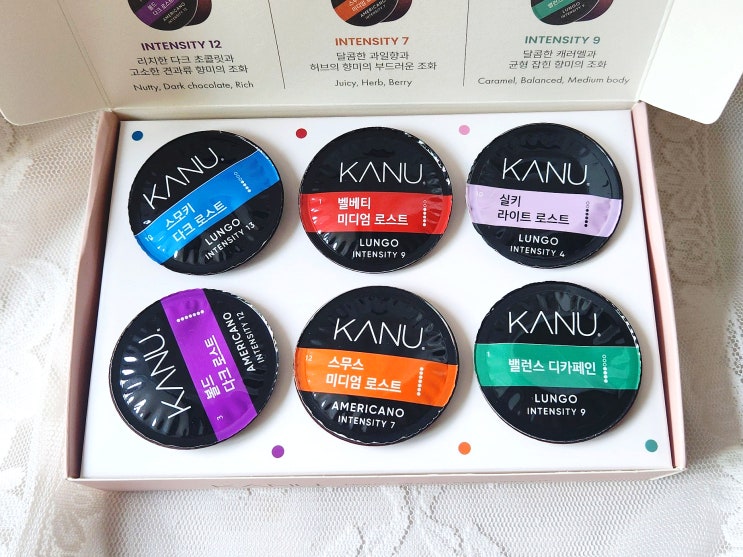 AMERICANO
LUNGO
INTENSITY 12
리치한 다크 초콜릿과
고소한 견과류 향미의 조화
Nutty, Dark chocolate, Rich
INTENSITY 7
달콤한 과일향과
허브의 향미의 부드러운 조화
Juicy, Herb, Berry
INTENSITY 9
달콤한 캐러멜과
균형 잡힌 향미의 조화
Caramel, Balanced, Medium body
KANU.
스모키
다크 로스트
LUNGO
INTENSITY 13
KANU.
벨베티
미디엄 로스트
LUNGO
INTENSITY 9
KANU.
실키
라이트 로스트
LUNGO
INTENSITY 4
KANU.
볼드
다크 로스트
AMERICANO
INTENSITY 12
3
KANU.
12
스무스
미디엄 로스트
AMERICANO
INTENSITY 7
KANU.
1
밸런스 디카페인
LUNGO
INTENSITY 9